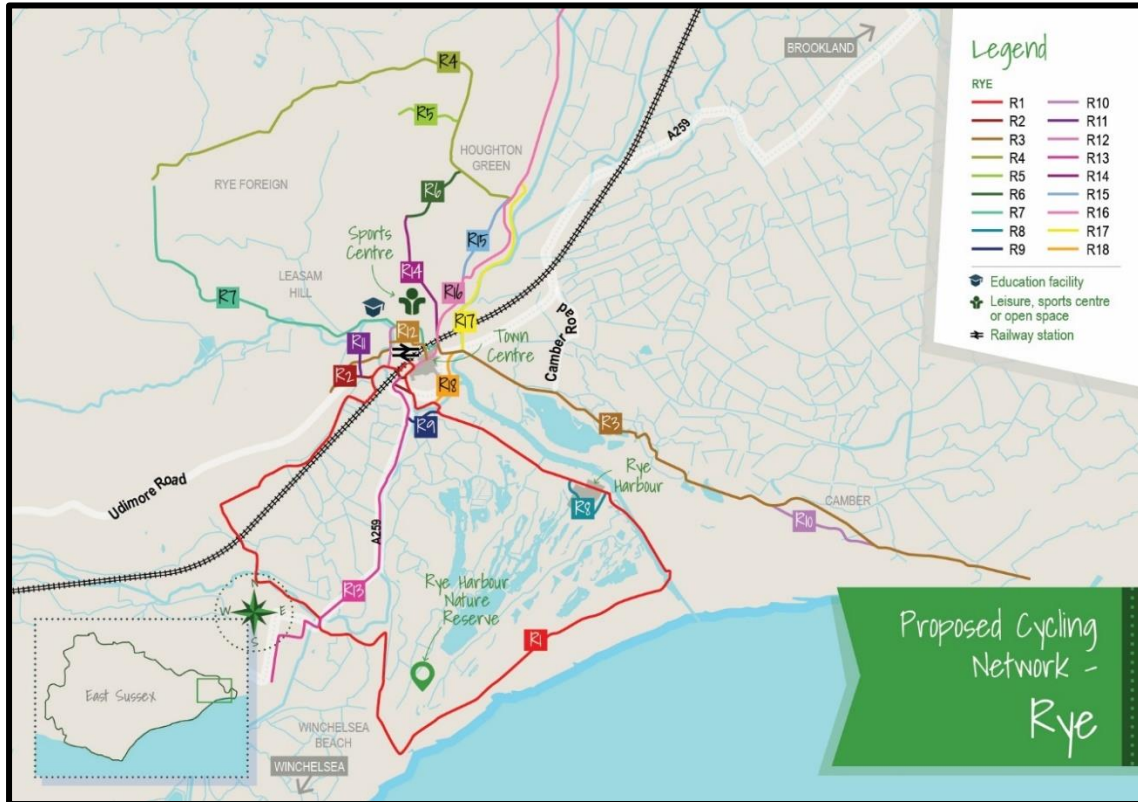 BROOKLAND
A259
R4
R5
HOUGHTON
GREEN
RYE FOREIGN
R6
Sports
Centre
R15
LEASAM
HILL
R14
R7
R16
R17
R12
R11
Town
Centre
Camber Road
R2
R18
R9
R3
Udimore Road
Rye
Harbour
R8
CAMBER
R10
A259
R13
Rye Harbour
Nature
Reserve
R1
N
W
E
S
East Sussex
WINCHELSEA
BEACH
WINCHELSEA
Legend
RYE
R1
R2
R3
R4
R5
R6
R7
R8
R9
R10
R11
R12
R13
R14
R15
R16
R17
R18
Education facility
Leisure, sports centre
or open space
Railway station
Proposed Cycling
Network -
Rye